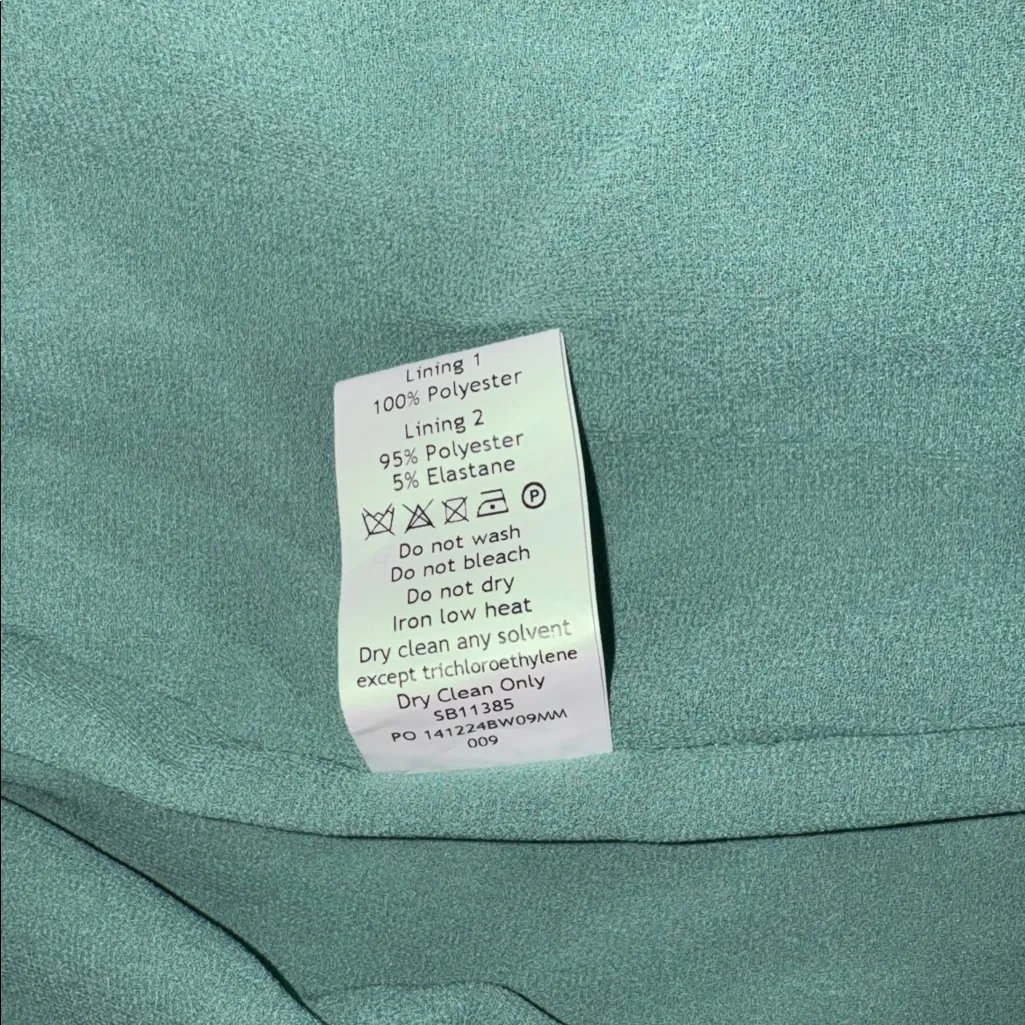 Lining 1
100% Polyester
Lining 2
95% Polyester
5% Elastane
P
Do not wash
Do not bleach
Do not dry
Iron low heat
Dry clean any solvent
except trichloroethylene
Dry Clean Only
SB11385
PO 141224BW09MM
009